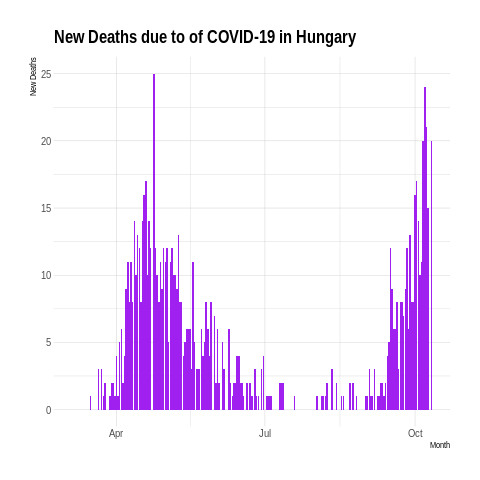 New Deaths due to of COVID-19 in Hungary
New Deaths
25
20
15
10
5
0
Apr
Jul
Oct
Month